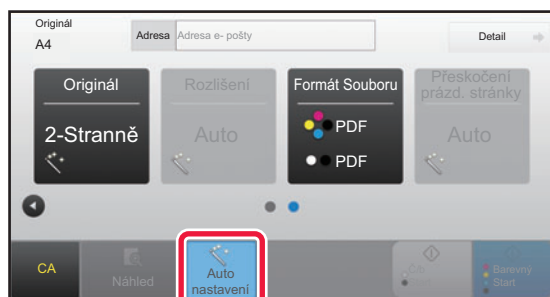 Originál
A4
Adresa
Adresa e- pošty
Detail
Originál
2-Stranně
Rozlišení
Auto
Formát Souboru
PDF
PDF
Přeskočení
prázd. stránky
Auto
CA
Náhled
Auto
nastavení
Č/b
Start
Barevný
Start